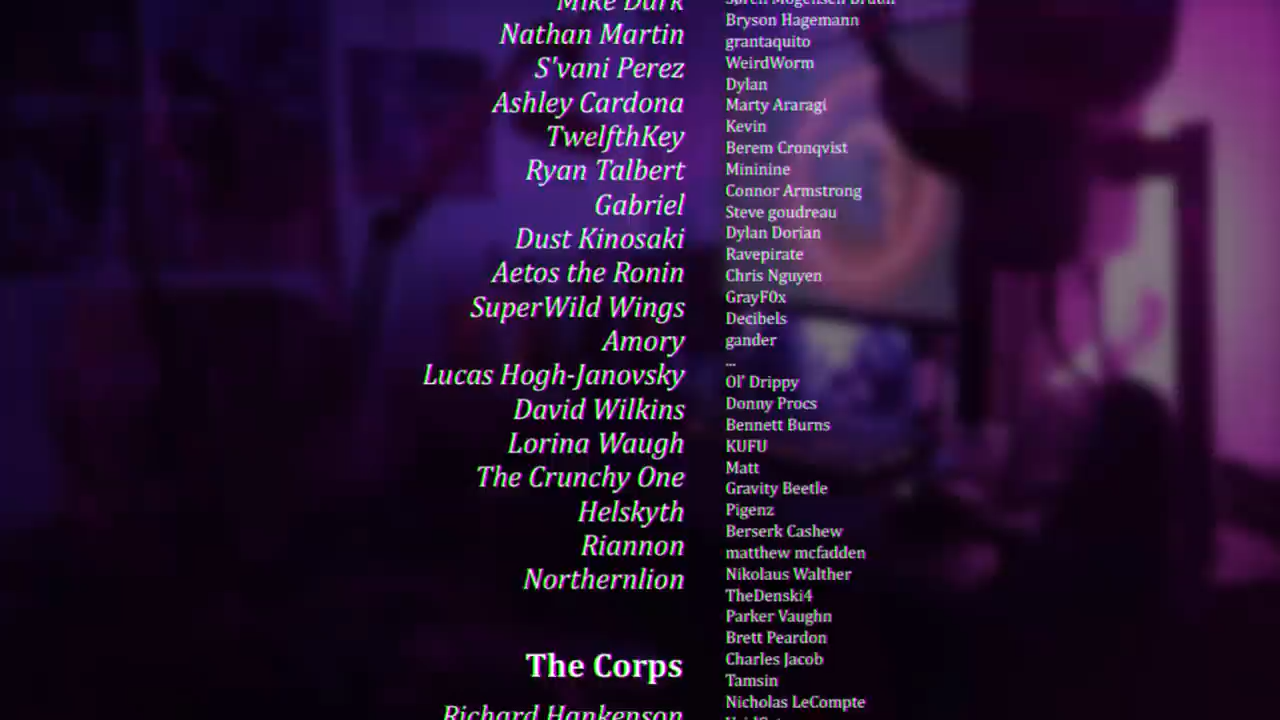 Mike Dark
Nathan Martin
S'vani Perez
Ashley Cardona
TwelfthKey
Ryan Talbert
Gabriel
Dust Kinosaki
Aetos the Ronin
SuperWild Wings
Amory
Lucas Hogh-Janovsky
David Wilkins
Lorina Waugh
The Crunchy One
Helskyth
Riannon
Northernlion
The Corps
Richard Hankenson
Bryson Hagemann
grantaquito
WeirdWorm
Dylan
Marty Araragi
Kevin
Berem Cronqvist
Mininine
Connor Armstrong
Steve goudreau
Dylan Dorian
Ravepirate
Chris Nguyen
GrayF0x
Decibels
gander
...
Ol' Drippy
Donny Procs
Bennett Burns
KUFU
Matt
Gravity Beetle
Pigenz
Berserk Cashew
matthew mcfadden
Nikolaus Walther
TheDenski4
Parker Vaughn
Brett Peardon
Charles Jacob
Tamsin
Nicholas LeCompte